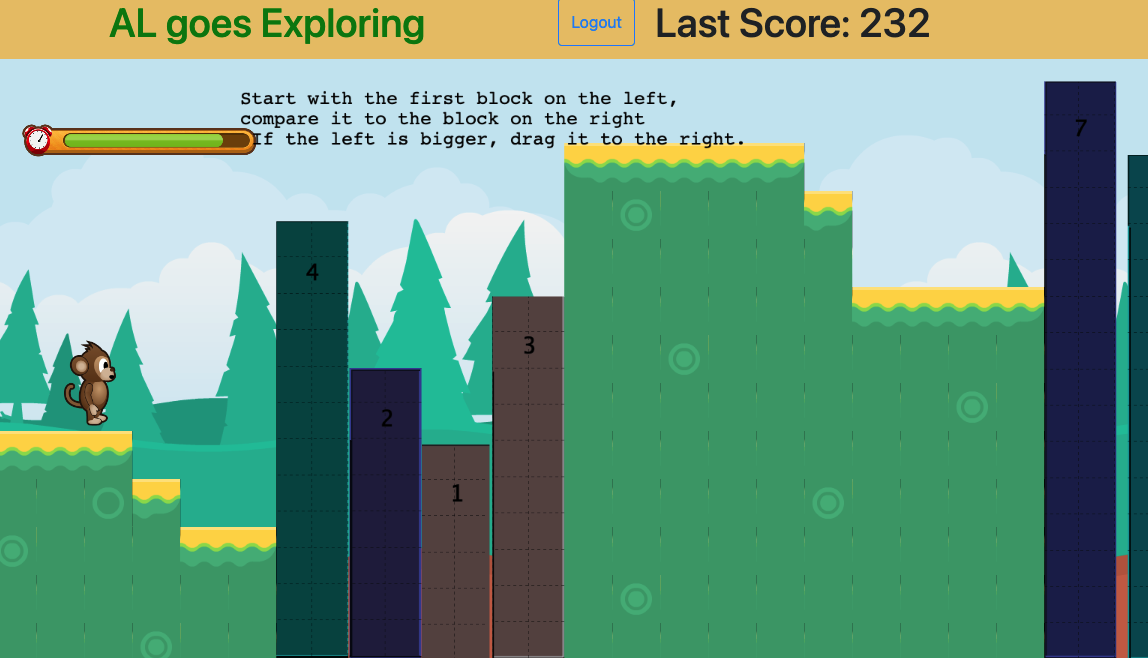 AL goes Exploring
Logout
Last Score: 232
Start with the first block on the left,
compare it to the block on the right
If the left is bigger, drag it to the right.
7
4
3
2
1